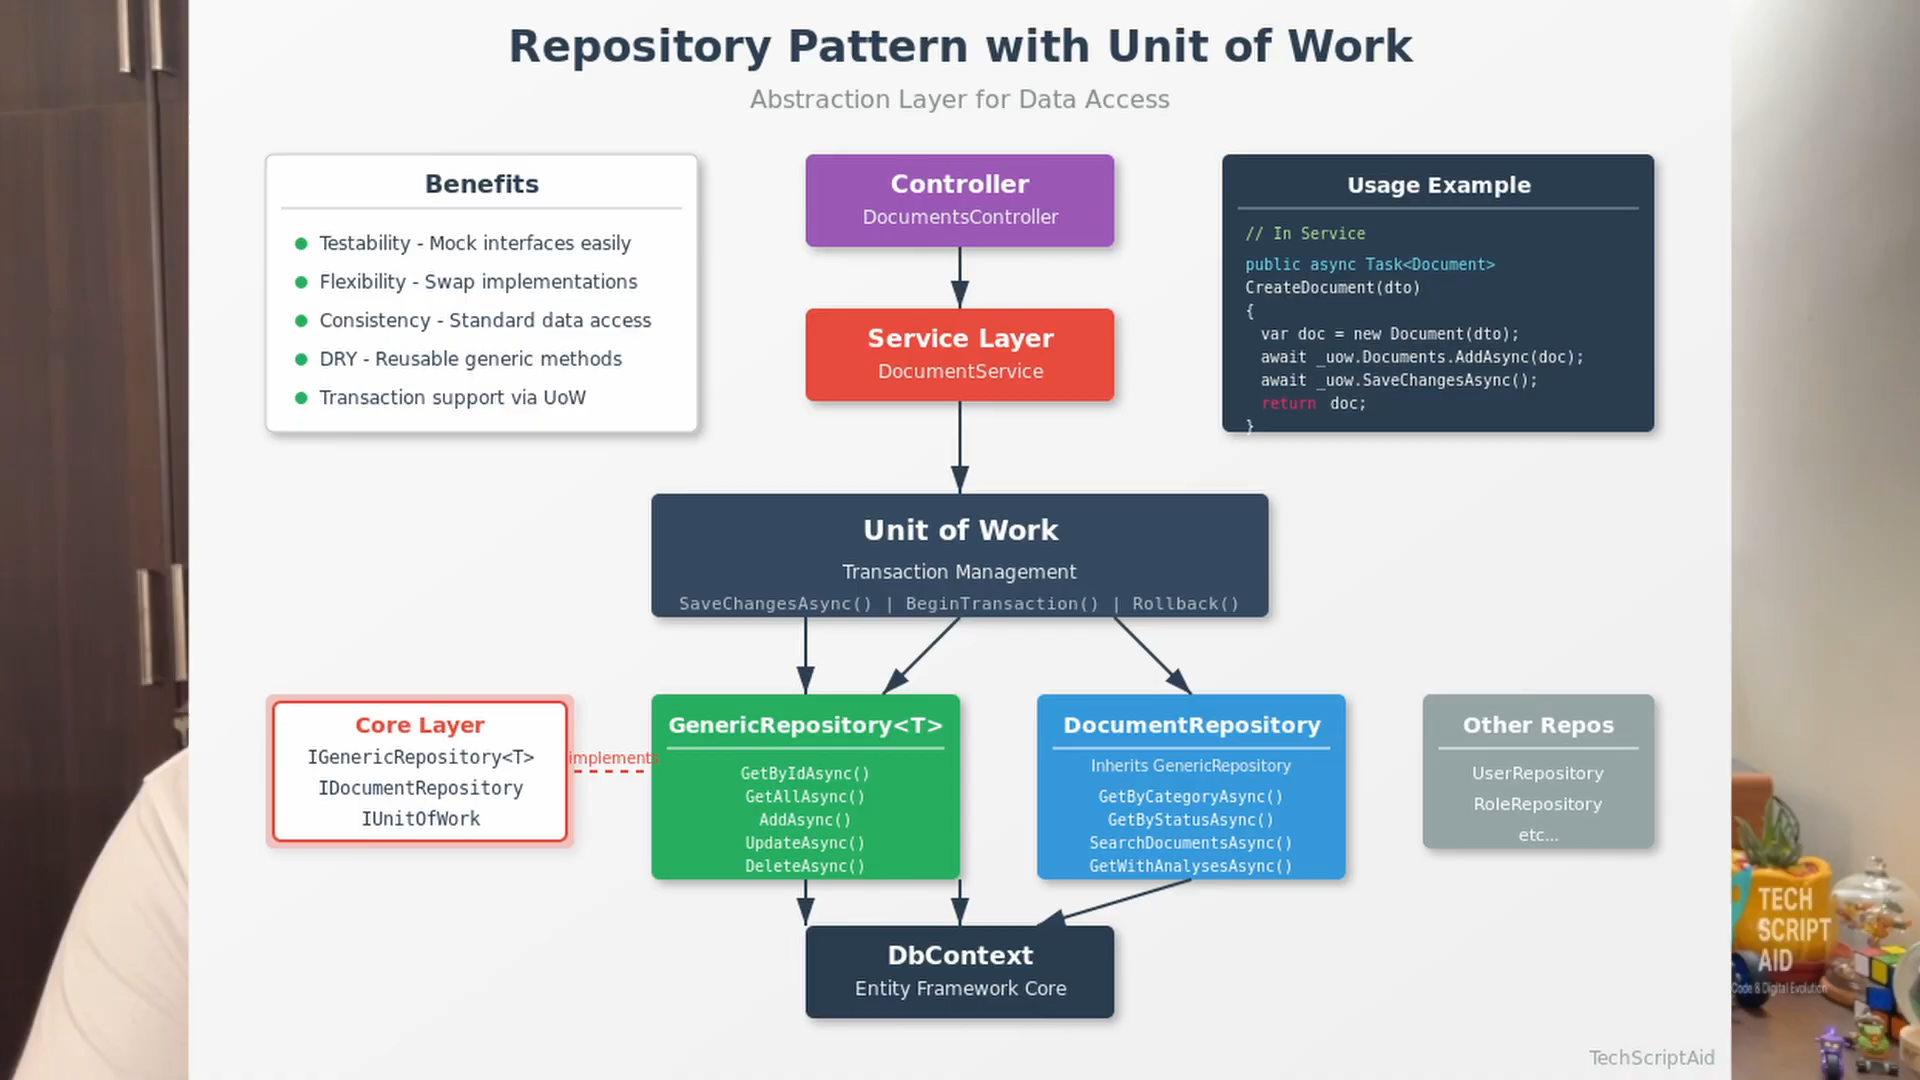 Repository Pattern with Unit of Work
Abstraction Layer for Data Access
Benefits
Testability - Mock interfaces easily
Flexibility - Swap implementations
Consistency - Standard data access
DRY - Reusable generic methods
Transaction support via UoW
Controller
DocumentsController
Service Layer
DocumentService
Usage Example
// In Service
public async Task<Document>
CreateDocument(dto)
{
var doc = new Document(dto);
await _uow.Documents.AddAsync(doc);
await _uow.SaveChangesAsync();
return doc;
}
Unit of Work
Transaction Management
SaveChangesAsync() | BeginTransaction() | Rollback()
Core Layer
IGenericRepository<T>
IDocumentRepository
IUnitOfWork
implements
GenericRepository<T>
GetByIdAsync()
GetAllAsync()
AddAsync()
UpdateAsync()
DeleteAsync()
DocumentRepository
Inherits GenericRepository
GetByCategoryAsync()
GetByStatusAsync()
SearchDocumentsAsync()
GetWithAnalysesAsync()
Other Repos
UserRepository
RoleRepository
etc...
DbContext
Entity Framework Core
TECH
SCRIPT
AID
Code & Digital Evolution
TechScriptAid